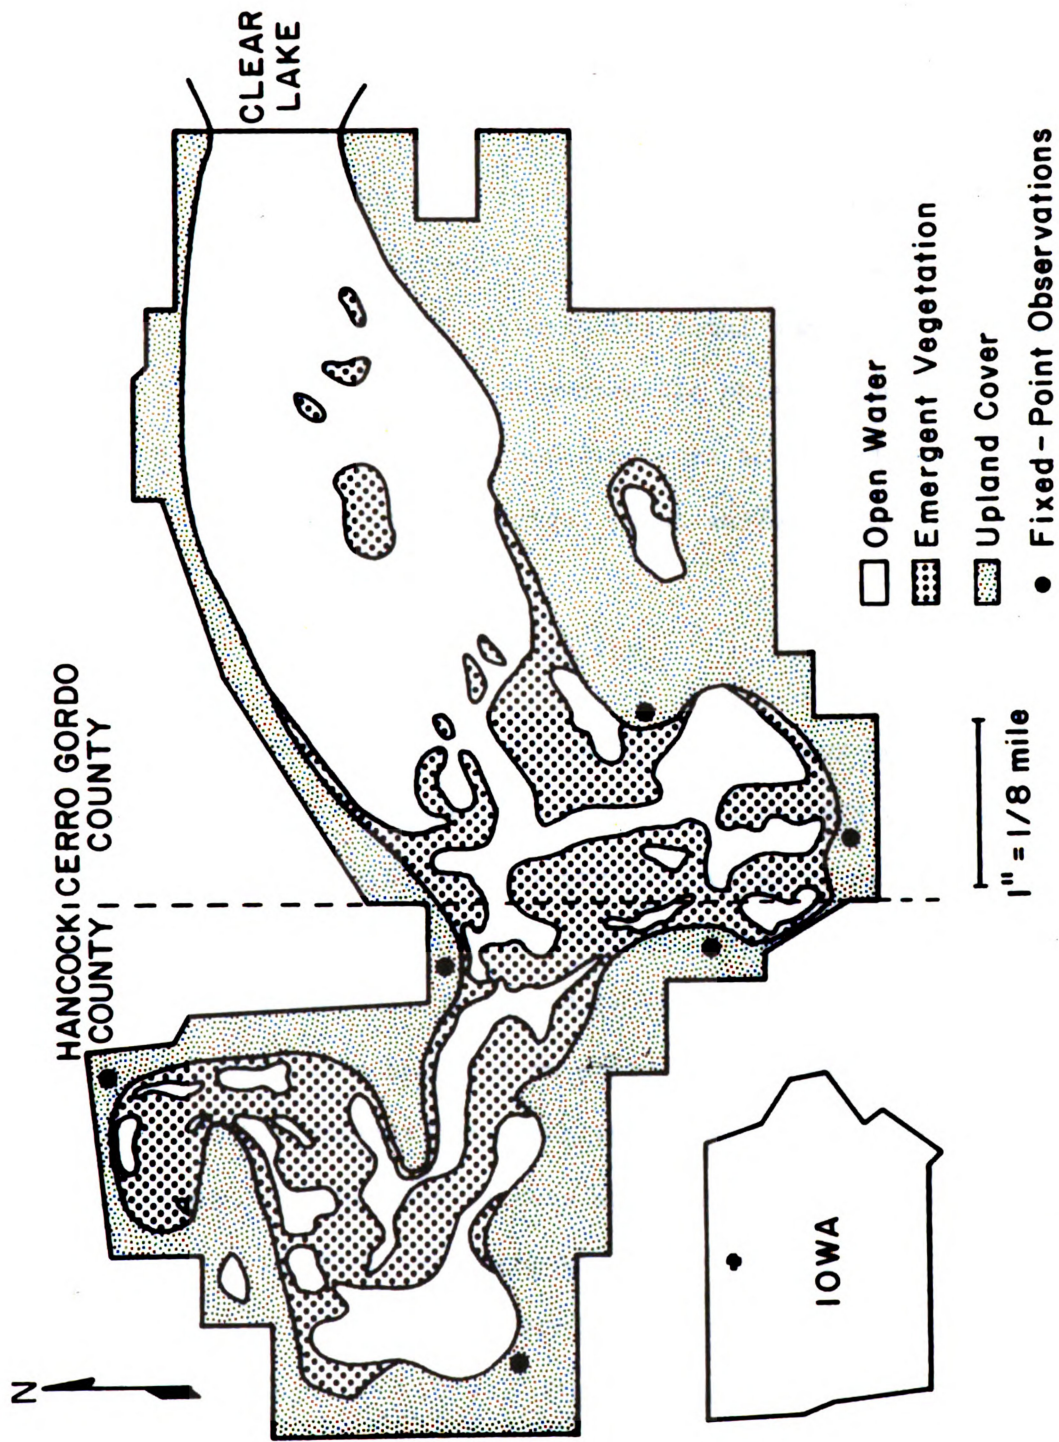 N
HANCOCK CERRO GORDO
COUNTY COUNTY
CLEAR
LAKE
IOWA
1" = 1/8 mile
Open Water
Emergent Vegetation
Upland Cover
Fixed-Point Observations